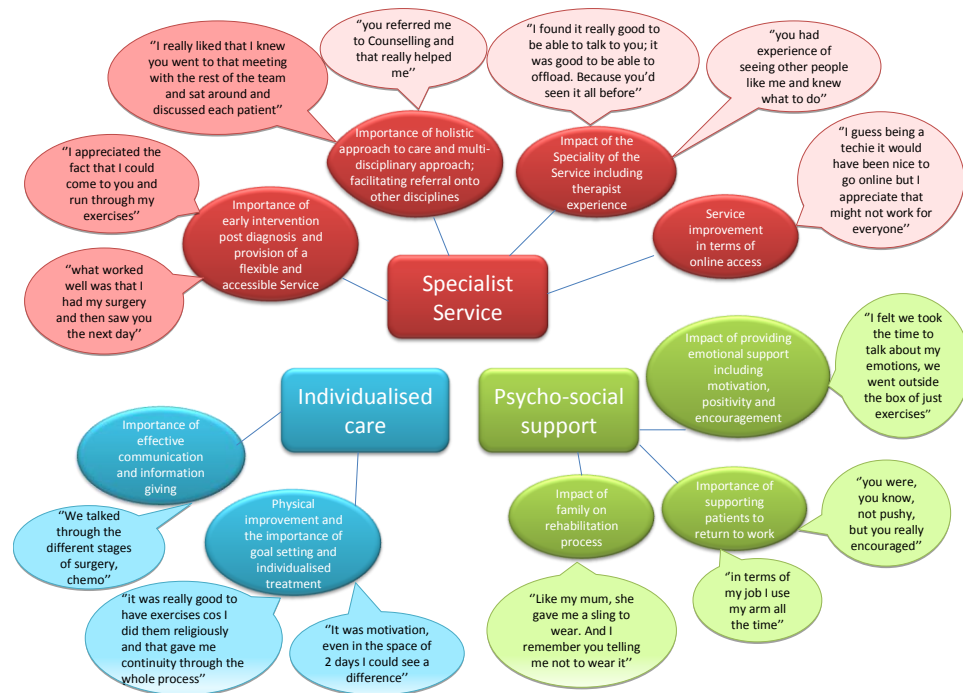 “I really liked that I knew
you went to that meeting
with the rest of the team
and sat around and
discussed each patient”
“you referred me
to Counselling and
that really helped
me”
“I found it really good to
be able to talk to you; it
was good to be able to
offload. Because you’d
seen it all before”
“you had
experience of
seeing other people
like me and knew
what to do”
“I guess being a
techie it would
have been nice to
go online but I
appreciate that
might not work for
everyone”
“I appreciated the
fact that I could
come to you and
run through my
exercises”
“what worked
well was that I
had my surgery
and then saw you
the next day”
Importance of
early intervention
post diagnosis and
provision of a
flexible and
accessible Service
Importance of holistic
approach to care and multi-
disciplinary approach;
facilitating referral onto
other disciplines
Impact of the
Speciality of the
Service including
therapist
experience
Service
improvement
in terms of
online access
Specialist
Service
Individualised
care
Importance of
effective
communication
and information
giving
“We talked
through the
different stages
of surgery,
chemo”
Physical
improvement and
the importance of
goal setting and
individualised
treatment
“it was really good to
have exercises cos I
did them religiously
and that gave me
continuity through the
whole process”
“It was motivation,
even in the space of
2 days I could see a
difference”
Psycho-social
support
Impact of providing
emotional support
including
motivation,
positivity and
encouragement
“I felt we took
the time to
talk about my
emotions, we
went outside
the box of just
exercises”
Impact of
family on
rehabilitation
process
“Like my mum, she
gave me a sling to
wear. And I
remember you telling
me not to wear it”
Importance of
supporting
patients to
return to work
“you were,
you know,
not pushy,
but you really
encouraged”
“in terms of
my job I use
my arm all
the time”